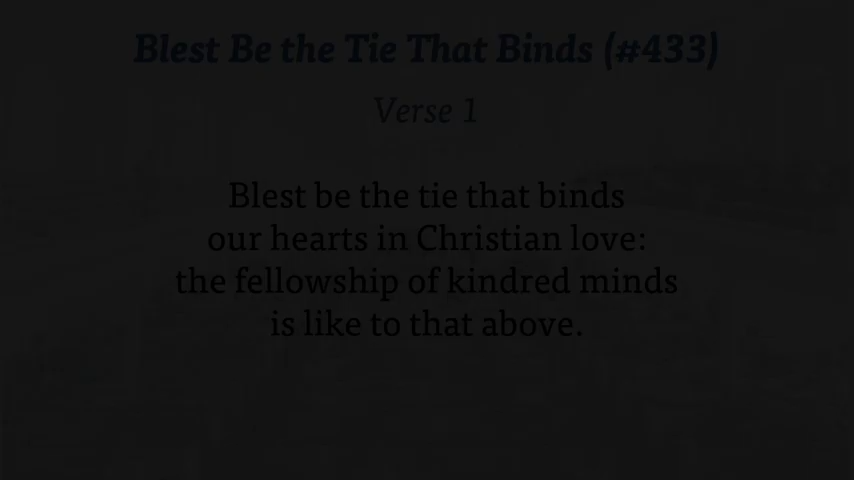 Blest Be the Tie That Binds (#433)
Verse 1
Blest be the tie that binds
our hearts in Christian love:
the fellowship of kindred minds
is like to that above.